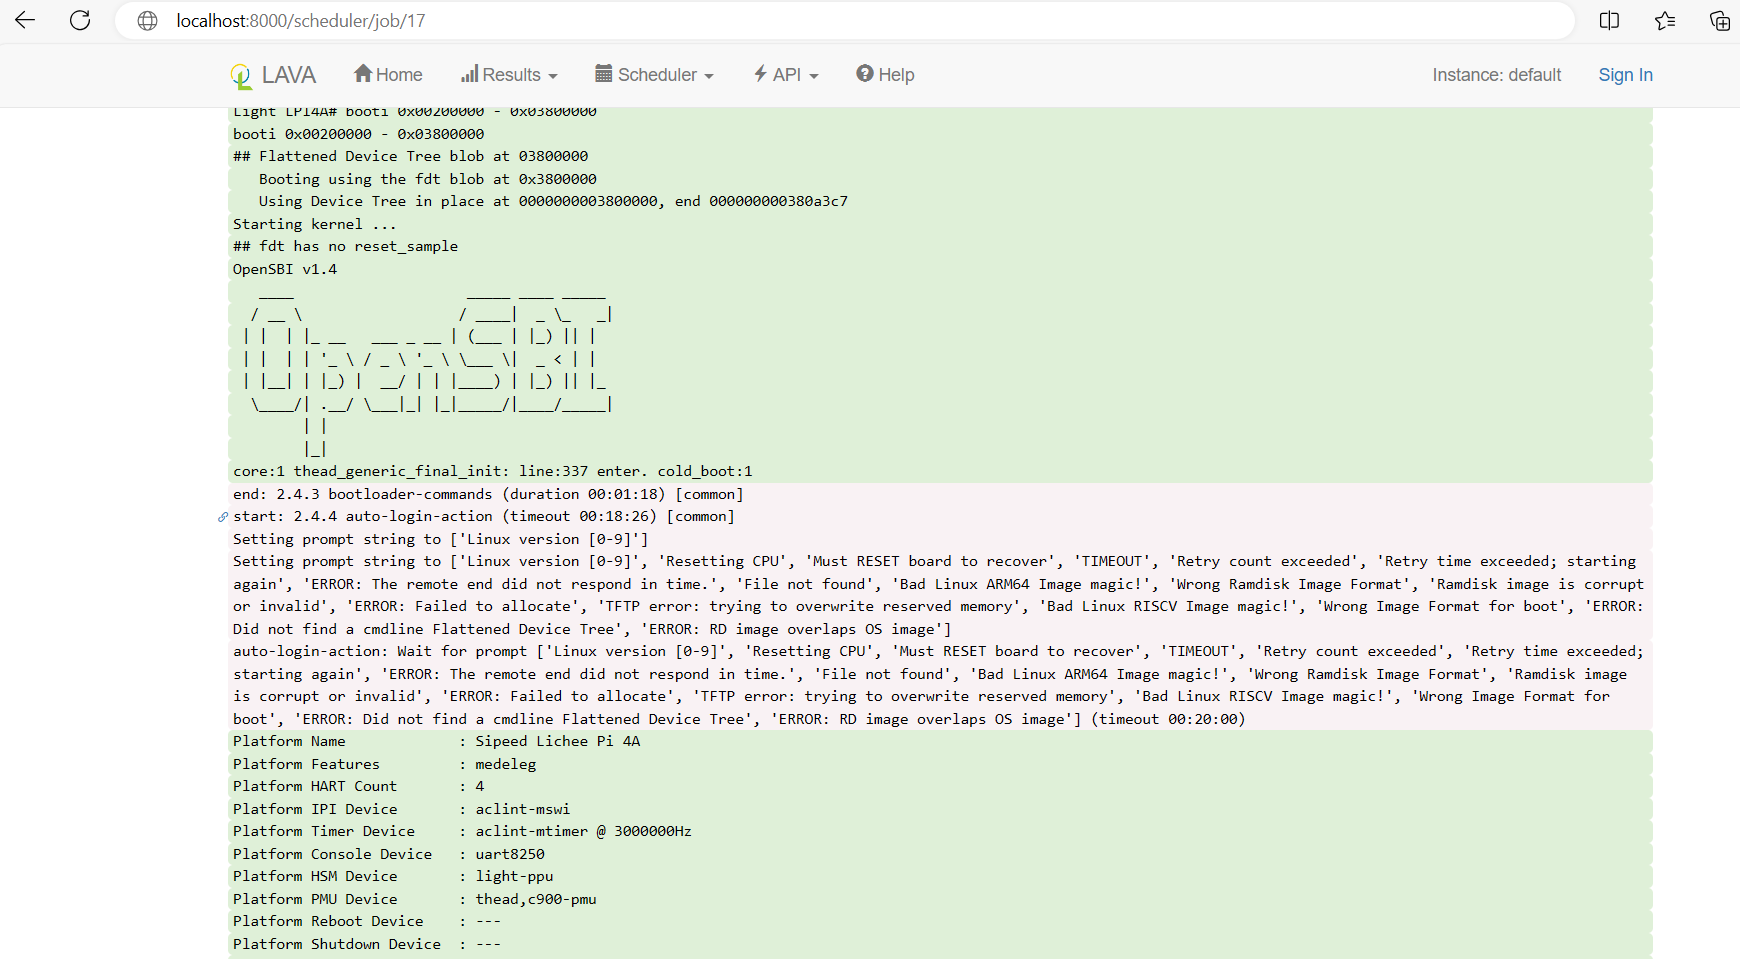 localhost:8000/scheduler/job/17
LAVA Home Results Scheduler API Help Instance: default Sign In
Light LPI4A# booti 0x00200000 - 0x03800000
booti 0x00200000 - 0x03800000
## Flattened Device Tree blob at 03800000
   Booting using the fdt blob at 0x3800000
   Using Device Tree in place at 0000000003800000, end 000000000380a3c7
Starting kernel ...
## fdt has no reset_sample
OpenSBI v1.4
OpenSBI
core:1 thead_generic_final_init: line:337 enter. cold_boot:1
end: 2.4.3 bootloader-commands (duration 00:01:18) [common]
start: 2.4.4 auto-login-action (timeout 00:18:26) [common]
Setting prompt string to ['Linux version [0-9]']
Setting prompt string to ['Linux version [0-9]', 'Resetting CPU', 'Must RESET board to recover', 'TIMEOUT', 'Retry count exceeded', 'Retry time exceeded; starting
again', 'ERROR: The remote end did not respond in time.', 'File not found', 'Bad Linux ARM64 Image magic!', 'Wrong Ramdisk Image Format', 'Ramdisk image is corrupt
or invalid', 'ERROR: Failed to allocate', 'TFTP error: trying to overwrite reserved memory', 'Bad Linux RISCV Image magic!', 'Wrong Image Format for boot', 'ERROR:
Did not find a cmdline Flattened Device Tree', 'ERROR: RD image overlaps OS image']
auto-login-action: Wait for prompt ['Linux version [0-9]', 'Resetting CPU', 'Must RESET board to recover', 'TIMEOUT', 'Retry count exceeded', 'Retry time exceeded;
starting again', 'ERROR: The remote end did not respond in time.', 'File not found', 'Bad Linux ARM64 Image magic!', 'Wrong Ramdisk Image Format', 'Ramdisk image
is corrupt or invalid', 'ERROR: Failed to allocate', 'TFTP error: trying to overwrite reserved memory', 'Bad Linux RISCV Image magic!', 'Wrong Image Format for
boot', 'ERROR: Did not find a cmdline Flattened Device Tree', 'ERROR: RD image overlaps OS image'] (timeout 00:20:00)
Platform Name             : Sipeed Lichee Pi 4A
Platform Features         : medeleg
Platform HART Count       : 4
Platform IPI Device       : aclint-mswi
Platform Timer Device     : aclint-mtimer @ 3000000Hz
Platform Console Device   : uart8250
Platform HSM Device       : light-ppu
Platform PMU Device       : thead,c900-pmu
Platform Reboot Device    : ---
Platform Shutdown Device  : ---